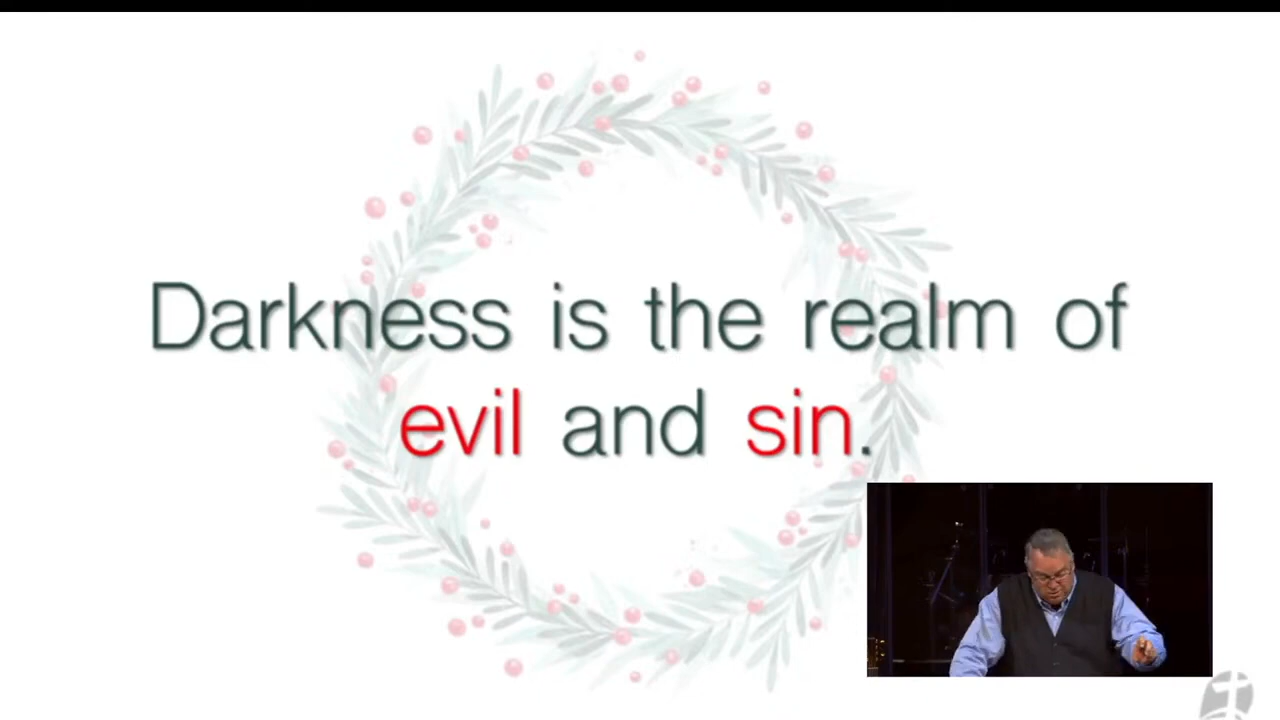 Darkness is the realm of
evil and sin.